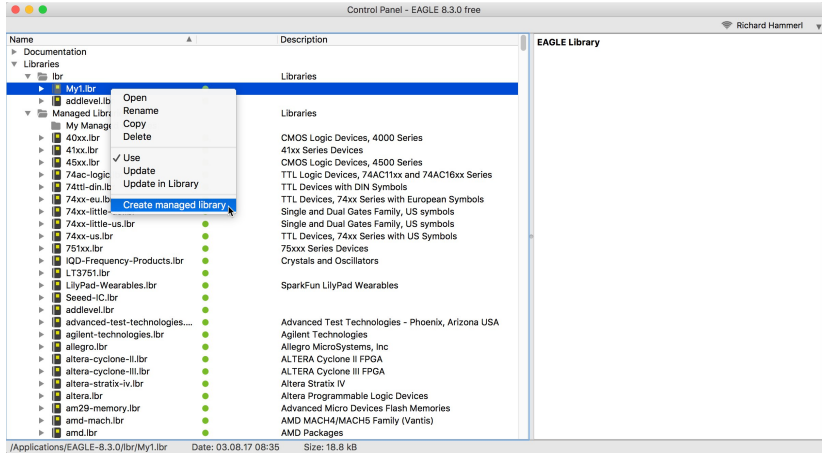 Control Panel - EAGLE 8.3.0 free
Richard Hammerl
Name Description
EAGLE Library
Documentation
Libraries
lbr Libraries
My1.lbr
addlevel.lb
Managed Libra Libraries
My Manage
40xx.lbr CMOS Logic Devices, 4000 Series
41xx.lbr 41xx Series Devices
45xx.lbr CMOS Logic Devices, 4500 Series
74ac-logic TTL Logic Devices, 74AC11xx and 74AC16xx Series
74ttl-din.lb TTL Devices with DIN Symbols
74xx-eu.lb TTL Devices, 74xx Series with European Symbols
74xx-little- Single and Dual Gates Family, US symbols
74xx-little-us.lbr Single and Dual Gates Family, US symbols
74xx-us.lbr TTL Devices, 74xx Series with US Symbols
751xx.lbr 75xxx Series Devices
IQD-Frequency-Products.lbr Crystals and Oscillators
LT3751.lbr
LilyPad-Wearables.lbr SparkFun LilyPad Wearables
Seeed-IC.lbr
addlevel.lbr
advanced-test-technologies.... Advanced Test Technologies - Phoenix, Arizona USA
agilent-technologies.lbr Agilent Technologies
allegro.lbr Allegro MicroSystems, Inc
altera-cyclone-II.lbr ALTERA Cyclone II FPGA
altera-cyclone-III.lbr ALTERA Cyclone III FPGA
altera-stratix-iv.lbr Altera Stratix IV
altera.lbr Altera Programmable Logic Devices
am29-memory.lbr Advanced Micro Devices Flash Memories
amd-mach.lbr AMD MACH4/MACH5 Family (Vantis)
amd.lbr AMD Packages
Open
Rename
Copy
Delete
✓ Use
Update
Update in Library
Create managed library
/Applications/EAGLE-8.3.0/lbr/My1.lbr Date: 03.08.17 08:35 Size: 18.8 kB